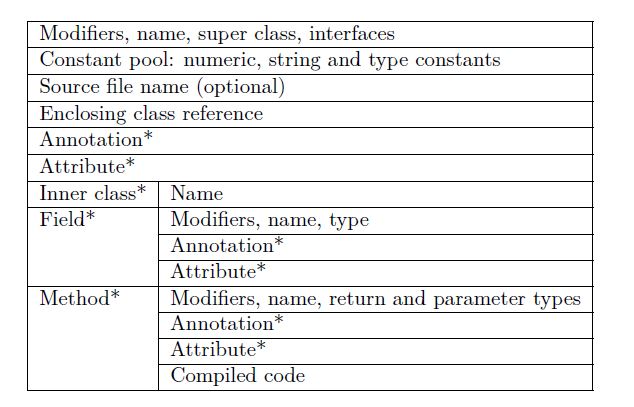 Modifiers, name, super class, interfaces
Constant pool: numeric, string and type constants
Source file name (optional)
Enclosing class reference
Annotation*
Attribute*
Inner class* Name
Field* Modifiers, name, type
Annotation*
Attribute*
Method* Modifiers, name, return and parameter types
Annotation*
Attribute*
Compiled code